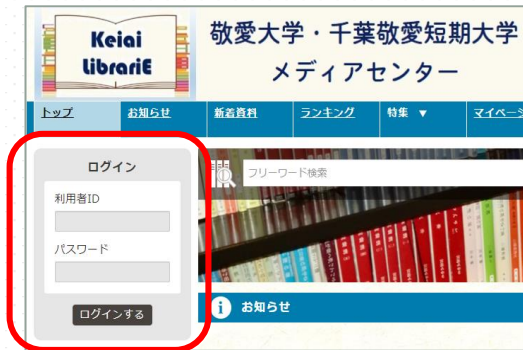 Keiai
LibrariE
敬愛大学・千葉敬愛短期大学
メディアセンター
トップ
お知らせ
新着資料
ランキング
特集 ▼
マイペー
ログイン
利用者ID
パスワード
ログインする
フリーワード検索
お知らせ